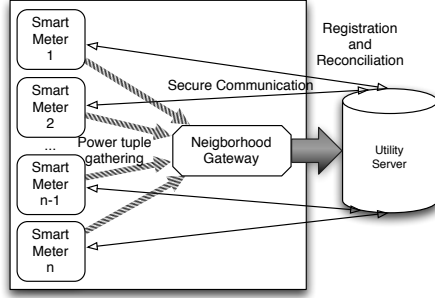 Smart
Meter
1
Registration
and
Reconciliation
Secure Communication
Smart
Meter
2
...
Power tuple
gathering
Neigborhood
Gateway
Utility
Server
Smart
Meter
n-1
Smart
Meter
n